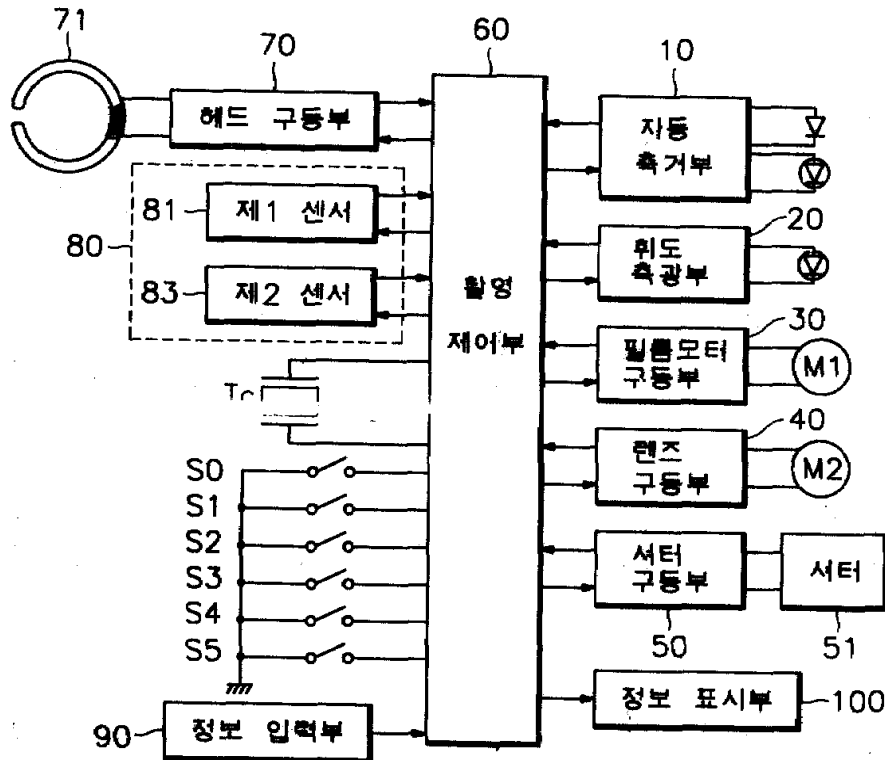 71
70
60
10
헤드 구동부
자동
측거부
81
제1 센서
80
83
제2 센서
20
휘도
측광부
촬영
제어부
30
필름모터
구동부
M1
Tc
40
렌즈
구동부
M2
S0
S1
S2
S3
S4
S5
셔터
구동부
셔터
50
51
90
정보 입력부
정보 표시부
100